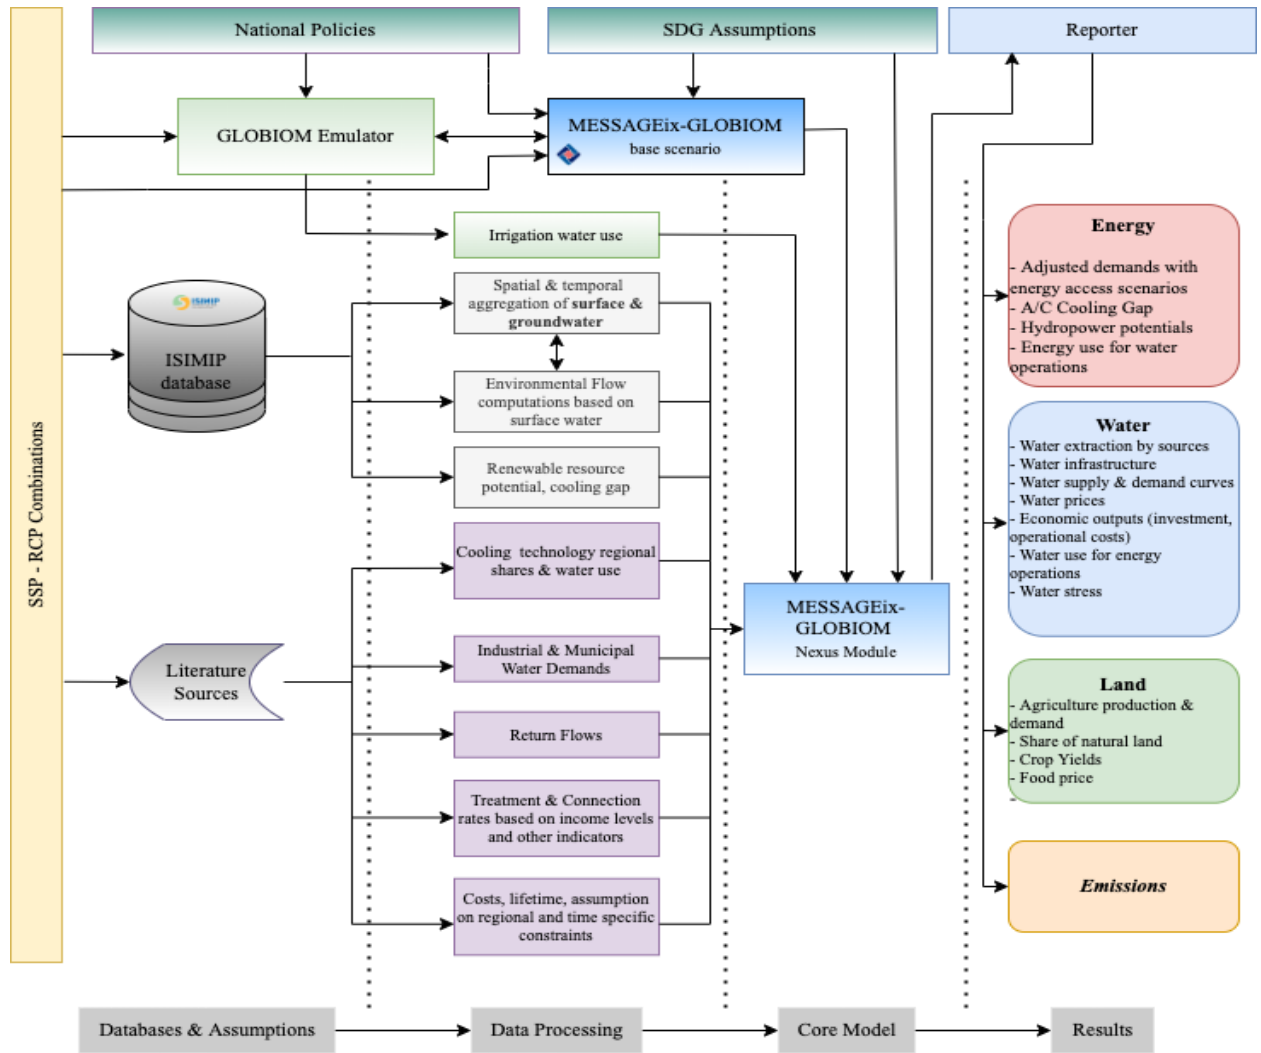 National Policies
SDG Assumptions
Reporter
SSP - RCP Combinations
GLOBIOM Emulator
MESSAGEix-GLOBIOM
base scenario
Irrigation water use
Spatial & temporal
aggregation of surface &
groundwater
ISIMIP
ISIMIP
database
Environmental Flow
computations based on
surface water
Renewable resource
potential, cooling gap
Cooling technology regional
shares & water use
Literature
Sources
Industrial & Municipal
Water Demands
Return Flows
Treatment & Connection
rates based on income levels
and other indicators
Costs, lifetime, assumption
on regional and time specific
constraints
MESSAGEix-
GLOBIOM
Nexus Module
Energy
- Adjusted demands with
energy access scenarios
- A/C Cooling Gap
- Hydropower potentials
- Energy use for water
operations
Water
- Water extraction by sources
- Water infrastructure
- Water supply & demand curves
- Water prices
- Economic outputs (investment,
operational costs)
- Water use for energy
operations
- Water stress
Land
- Agriculture production &
demand
- Share of natural land
- Crop Yields
- Food price
-
Emissions
Databases & Assumptions
Data Processing
Core Model
Results